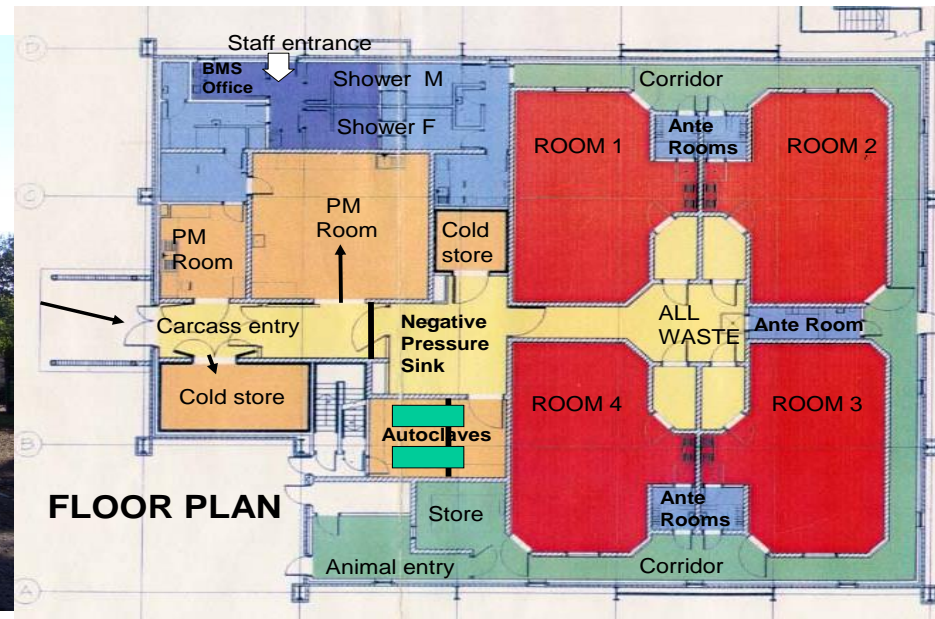 Staff entrance
BMS
Office
Shower M
Shower F
Corridor
ROOM 1
Ante
Rooms
ROOM 2
PM
Room
PM
Room
Cold
store
Carcass entry
Negative
Pressure
Sink
ALL
WASTE
Ante Room
Cold store
Autoclaves
ROOM 4
ROOM 3
FLOOR PLAN
Store
Ante
Rooms
Animal entry
Corridor
D
C
B
A